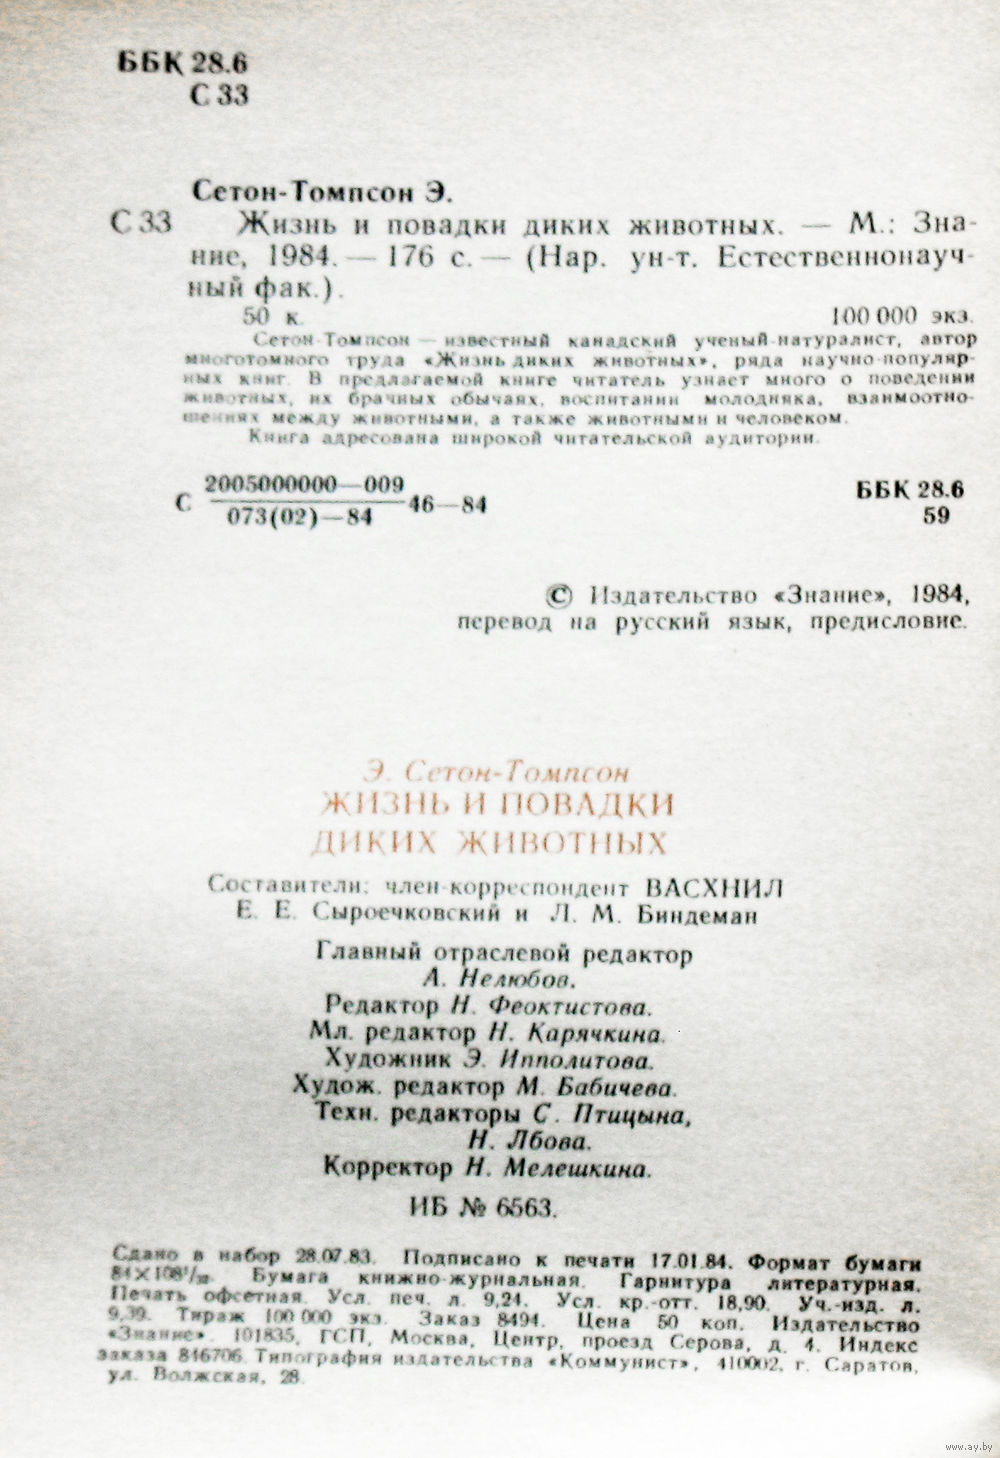 ББК 28.6
С 33
Сетон-Томпсон Э.
С 33 Жизнь и повадки диких животных. — М.: Зна-
ние, 1984. — 176 с. — (Нар. ун-т. Естественнонауч-
ный фак.).
50 к. 100 000 экз.
Сетон-Томпсон — известный канадский ученый-натуралист, автор
многотомного труда «Жизнь диких животных», ряда научно-популяр-
ных книг. В предлагаемой книге читатель узнает много о поведении
животных, их брачных обычаях, воспитании молодняка, взаимоотно-
шениях между животными, а также животными и человеком.
Книга адресована широкой читательской аудитории.
С 2005000000—009
073(02)—84 46—84
ББК 28.6
59
© Издательство «Знание», 1984,
перевод на русский язык, предисловие.
Э. Сетон-Томпсон
ЖИЗНЬ И ПОВАДКИ
ДИКИХ ЖИВОТНЫХ
Составители: член-корреспондент ВАСХНИЛ
Е. Е. Сыроечковский и Л. М. Биндеман
Главный отраслевой редактор
А. Нелюбов.
Редактор Н. Феоктистова.
Мл. редактор Н. Карячкина.
Художник Э. Ипполитова.
Худож. редактор М. Бабичева.
Техн. редакторы С. Птицына,
Н. Лбова.
Корректор Н. Мелешкина.
ИБ № 6563.
Сдано в набор 28.07.83. Подписано к печати 17.01.84. Формат бумаги
84×108¹/₃₂. Бумага книжно-журнальная. Гарнитура литературная.
Печать офсетная. Усл. печ. л. 9,24. Усл. кр.-отт. 18,90. Уч.-изд. л.
9,39. Тираж 100 000 экз. Заказ 8494. Цена 50 коп. Издательство
«Знание». 101835, ГСП, Москва, Центр, проезд Серова, д. 4. Индекс
заказа 846706. Типография издательства «Коммунист», 410002, г. Саратов,
ул. Волжская, 28.
www.ay.by